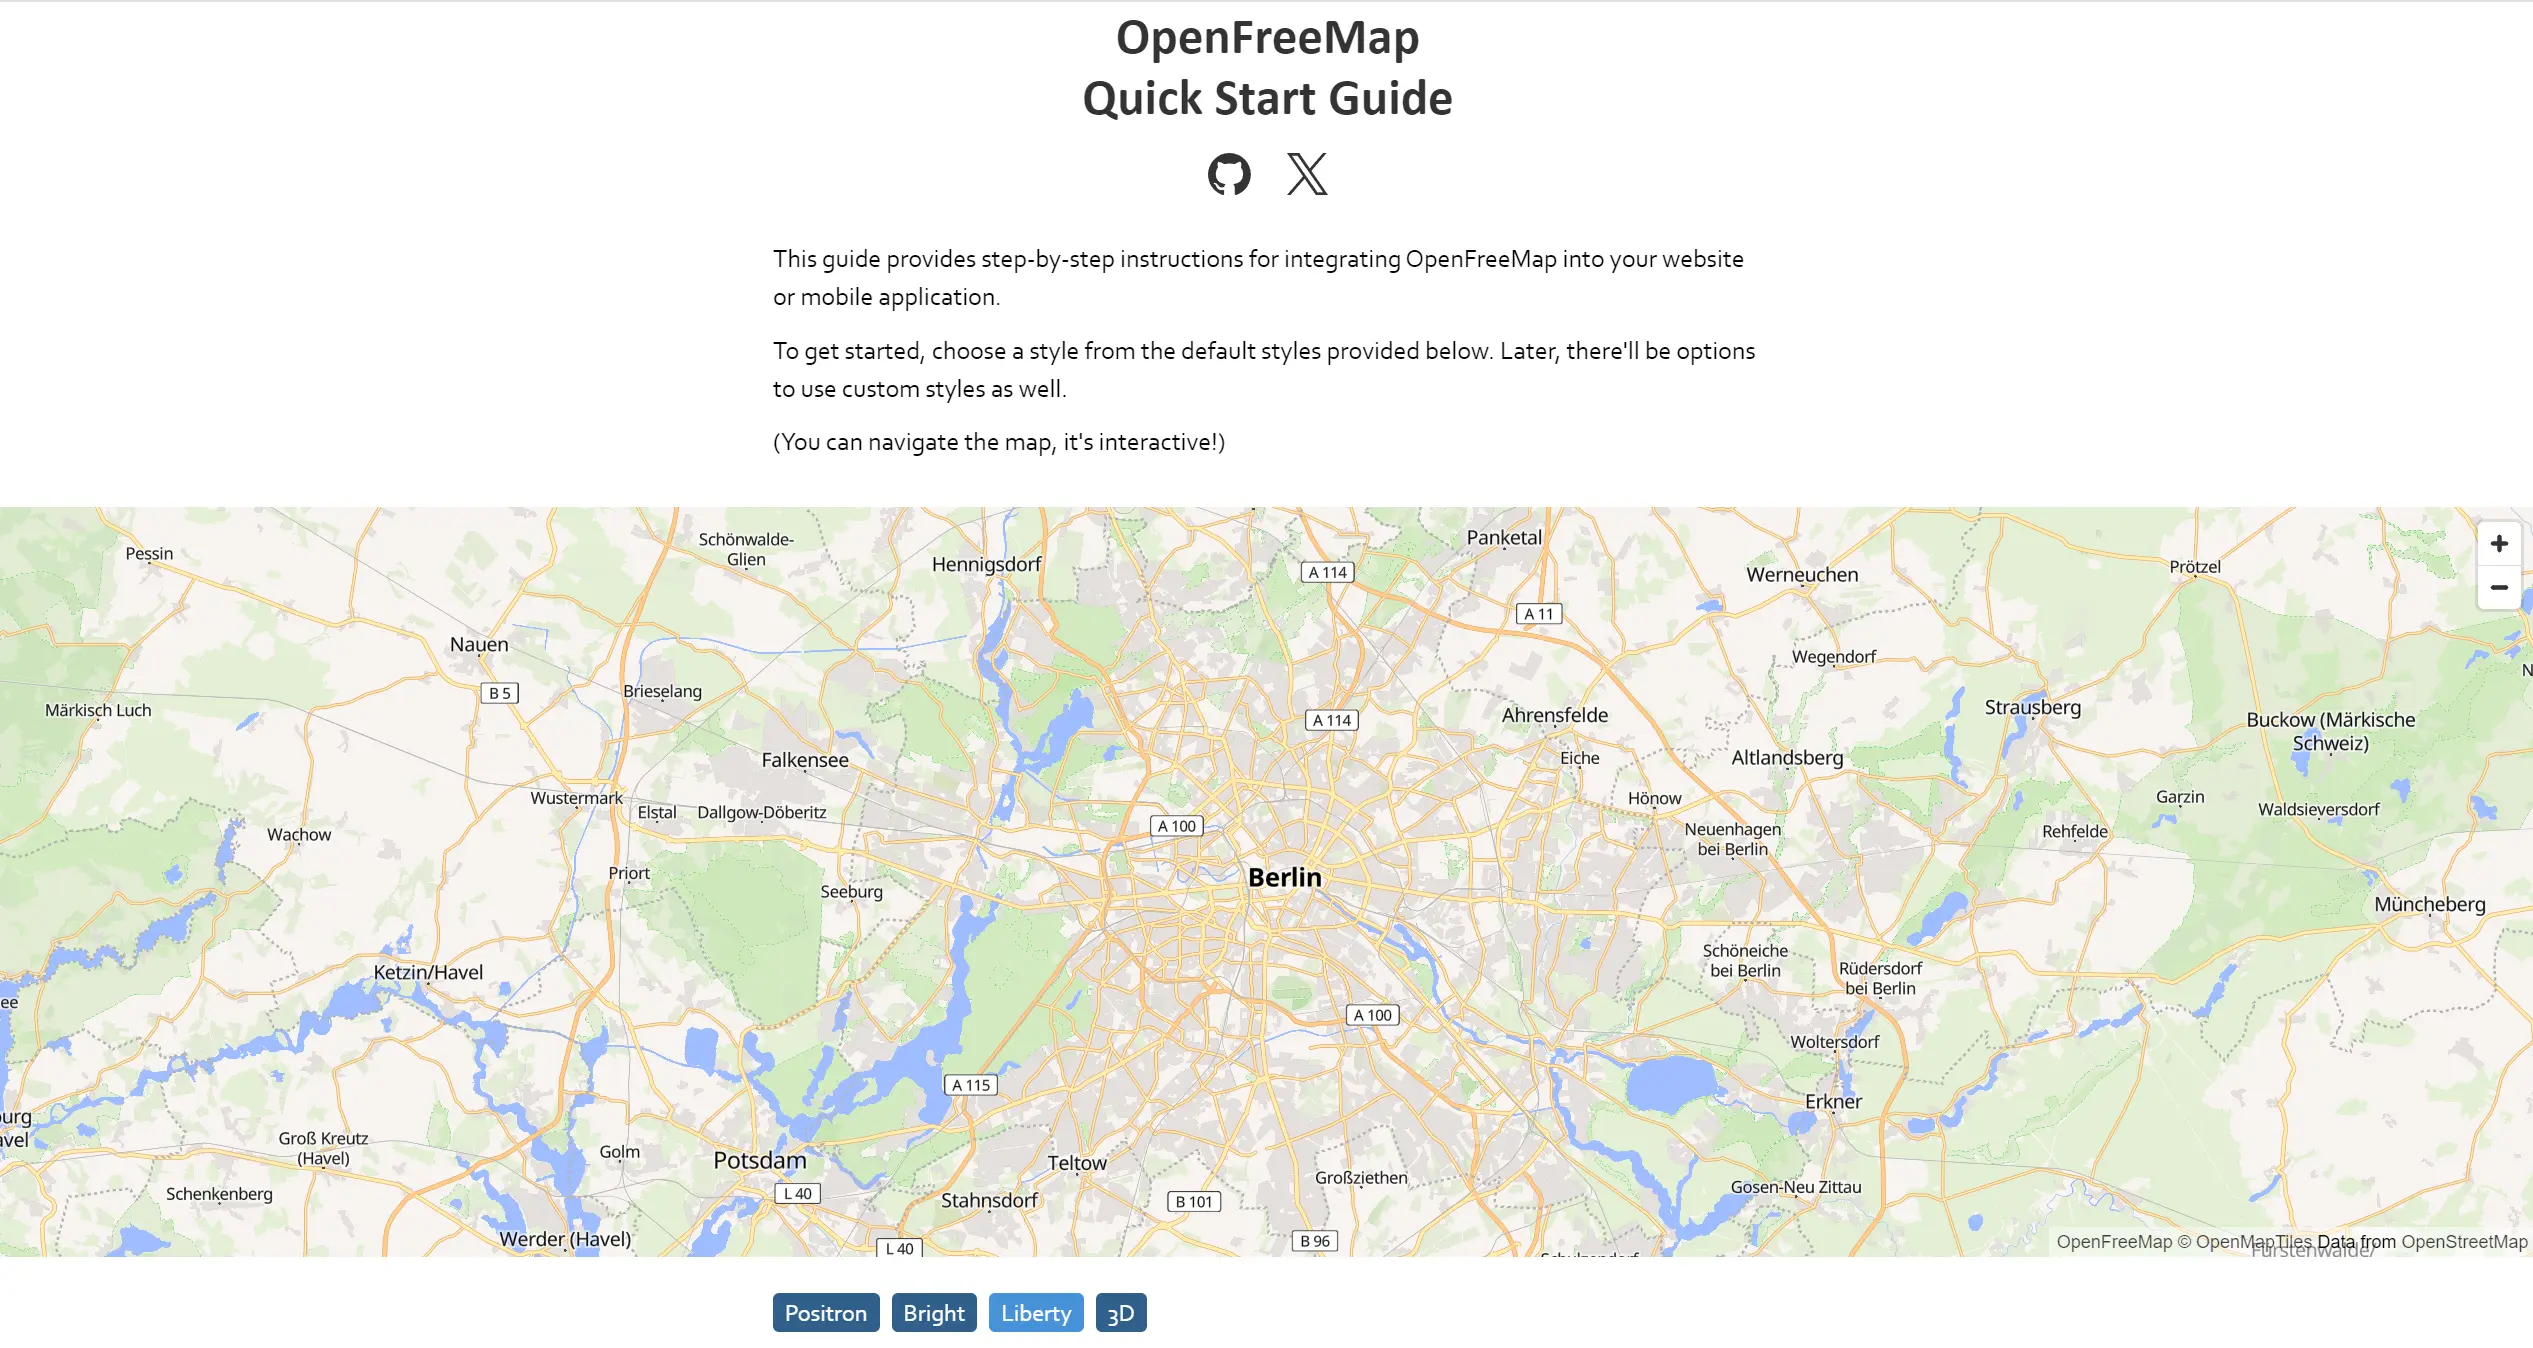 OpenFreeMap
Quick Start Guide
This guide provides step-by-step instructions for integrating OpenFreeMap into your website
or mobile application.
To get started, choose a style from the default styles provided below. Later, there'll be options
to use custom styles as well.
(You can navigate the map, it's interactive!)
Pessin
Schönwalde-
Glien
Hennigsdorf
Panketal
A 114
Werneuchen
Prötzel
+
−
A 11
Nauen
Wegendorf
B 5
Brieselang
Märkisch Luch
A 114
Ahrensfelde
Strausberg
Buckow (Märkische
Schweiz)
Falkensee
Eiche
Altlandsberg
Wustermark
Elstal
Dallgow-Döberitz
Hönow
Garzin
Waldsieversdorf
Wachow
A 100
Neuenhagen
bei Berlin
Rehfelde
Priort
Seeburg
Berlin
Müncheberg
Ketzin/Havel
Schöneiche
bei Berlin
Rüdersdorf
bei Berlin
ee
A 100
Woltersdorf
A 115
Erkner
urg
avel
Groß Kreutz
(Havel)
Golm
Potsdam
Teltow
Großziethen
Schenkenberg
L 40
Stahnsdorf
B 101
Gosen-Neu Zittau
Werder (Havel)
L 40
B 96
Fürstenwalde/
OpenFreeMap © OpenMapTiles Data from OpenStreetMap
Positron
Bright
Liberty
3D